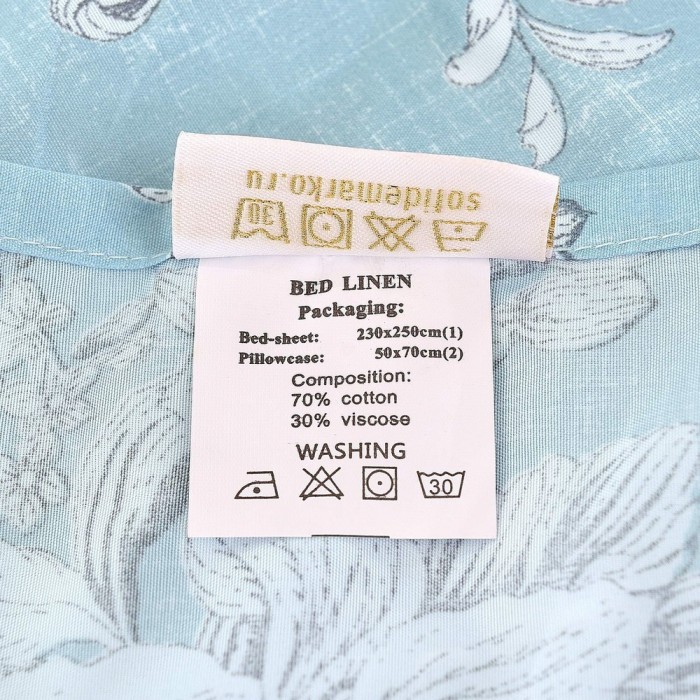 sofidemarko.ru
30
BED LINEN
Packaging:
Bed-sheet: 230x250cm(1)
Pillowcase: 50x70cm(2)
Composition:
70% cotton
30% viscose
WASHING
30